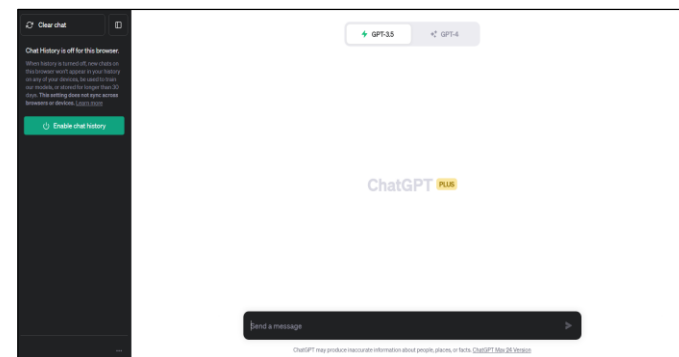 Clear chat
Chat History is off for this browser.
When history is turned off, new chats on
this browser won't appear in your history
on any of your devices, be used to train
our models, or stored for longer than 30
days. This setting does not sync across
browsers or devices. Learn more
Enable chat history
GPT-3.5
GPT-4
ChatGPT PLUS
Send a message
ChatGPT may produce inaccurate information about people, places, or facts. ChatGPT May 24 Version